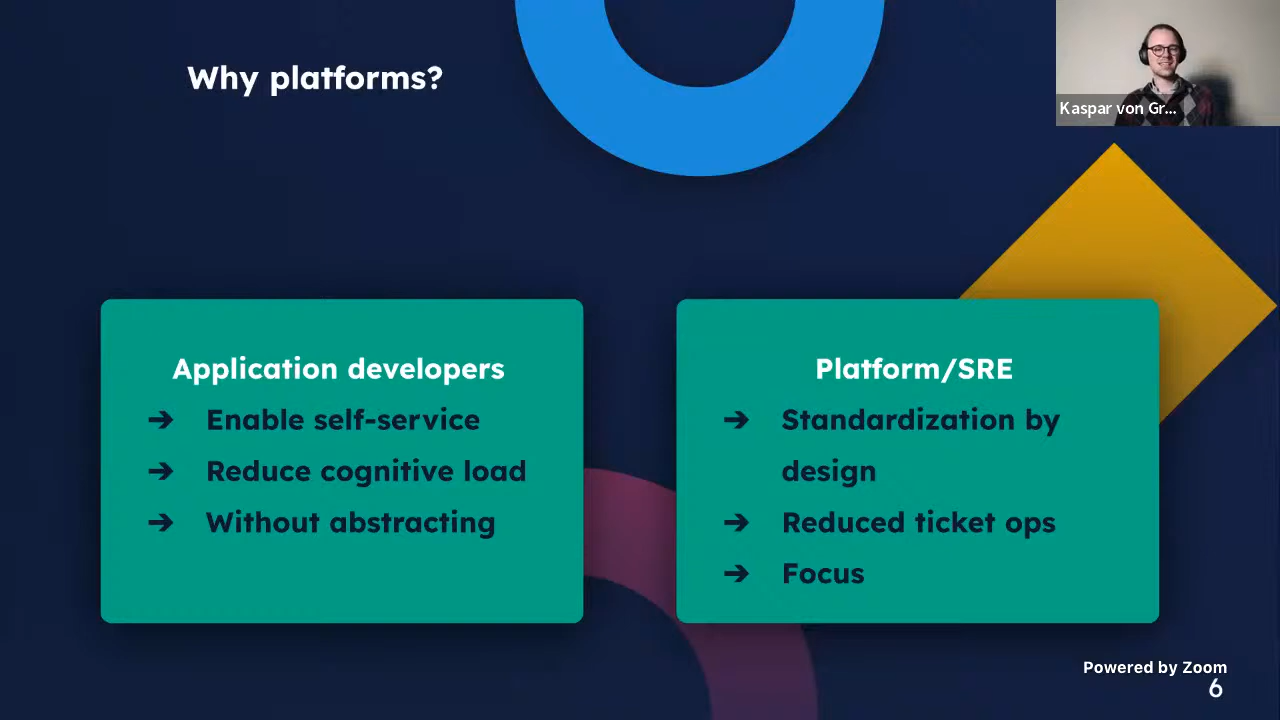 Why platforms?
Kaspar von Gr...
Application developers
➔ Enable self-service
➔ Reduce cognitive load
➔ Without abstracting
Platform/SRE
➔ Standardization by
design
➔ Reduced ticket ops
➔ Focus
Powered by Zoom
6